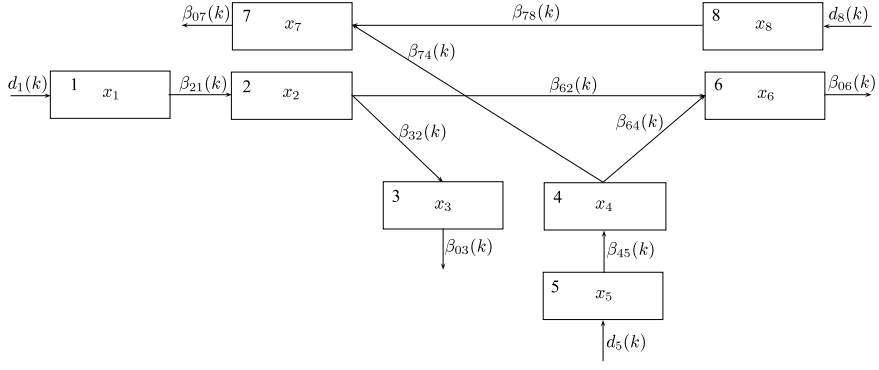 β₀₇(k) 7 x₇ β₇₈(k) 8 x₈ d₈(k)
β₇₄(k)
d₁(k) 1 x₁ β₂₁(k) 2 x₂ β₆₂(k) 6 x₆ β₀₆(k)
β₃₂(k) β₆₄(k)
3 x₃ 4 x₄
β₀₃(k) β₄₅(k)
5 x₅
d₅(k)